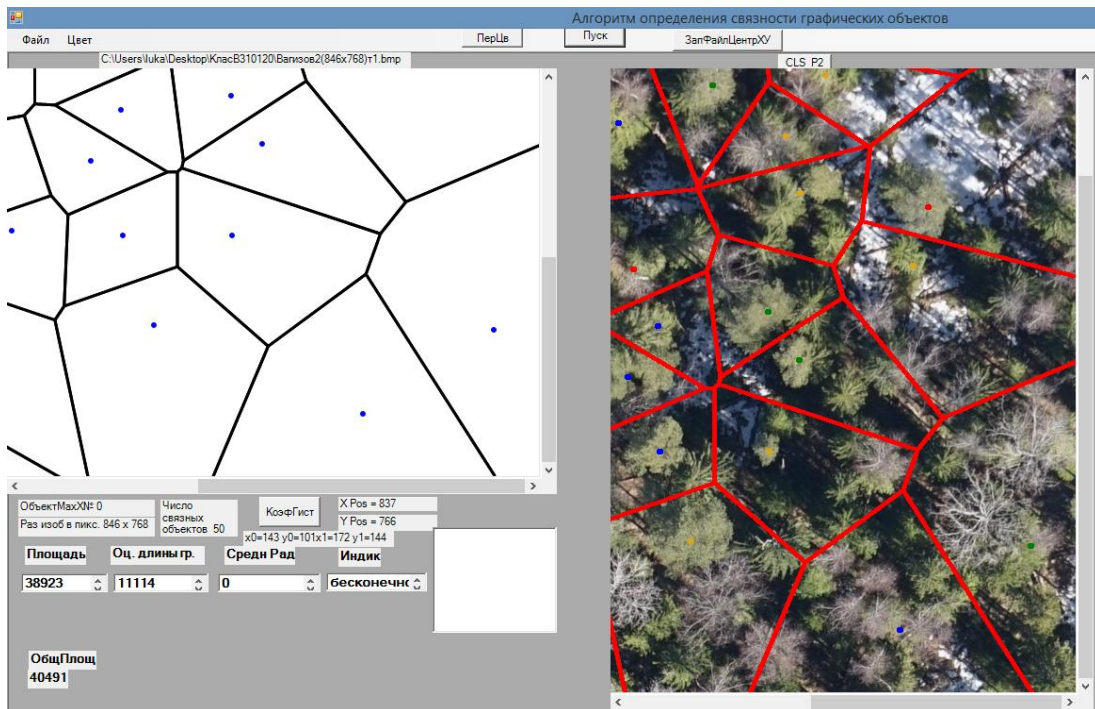 Алгоритм определения связности графических объектов
Файл Цвет ПерЦв Пуск ЗапФайлЦентрXY
C:\Users\luka\Desktop\КласВ310120\Вагизов2(846x768)т1.bmp CLS P2
ОбъектMaxX№ 0
Раз изоб в пикс. 846 x 768
Число
связных
объектов 50
КоэфГист
X Pos = 837
Y Pos = 766
x0=143 y0=101x1=172 y1=144
Площадь Оц. длины гр. Средн Рад Индик
38923 11114 0 бесконечно
ОбщПлощ
40491